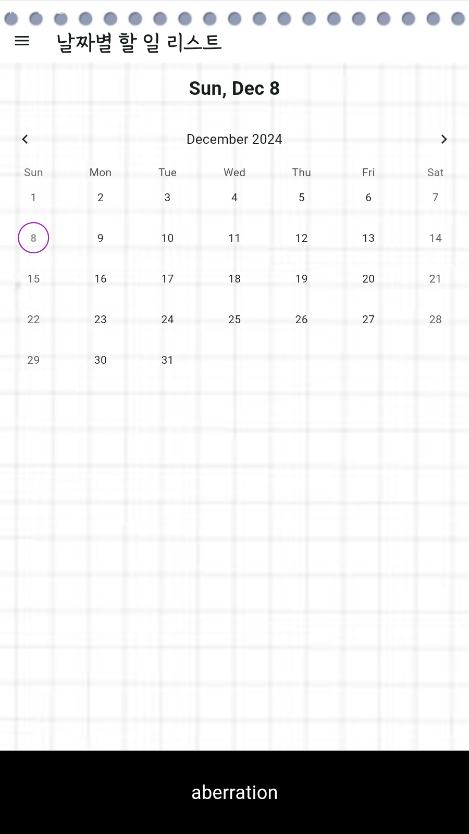 날짜별 할 일 리스트
Sun, Dec 8
December 2024
Sun Mon Tue Wed Thu Fri Sat
1 2 3 4 5 6 7
8 9 10 11 12 13 14
15 16 17 18 19 20 21
22 23 24 25 26 27 28
29 30 31
aberration